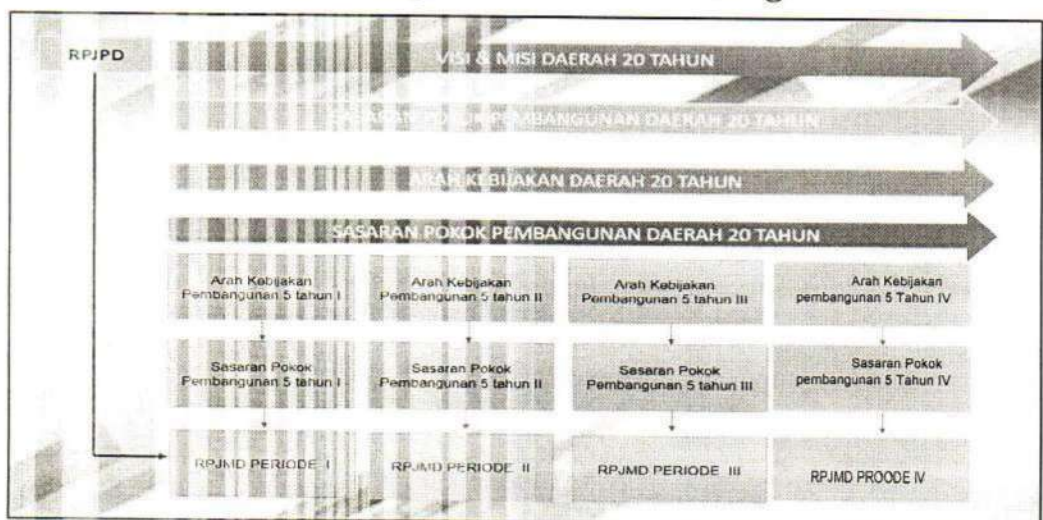 RPJPD
VISI & MISI DAERAH 20 TAHUN
SASARAN POKOK PEMBANGUNAN DAERAH 20 TAHUN
ARAH KEBIJAKAN DAERAH 20 TAHUN
SASARAN POKOK PEMBANGUNAN DAERAH 20 TAHUN
Arah Kebijakan
Pembangunan 5 tahun I
Arah Kebijakan
Pembangunan 5 tahun II
Arah Kebijakan
Pembangunan 5 tahun III
Arah Kebijakan
pembangunan 5 Tahun IV
Sasaran Pokok
Pembangunan 5 tahun I
Sasaran Pokok
Pembangunan 5 tahun II
Sasaran Pokok
Pembangunan 5 tahun III
Sasaran Pokok
pembangunan 5 Tahun IV
RPJMD PERIODE I
RPJMD PERIODE II
RPJMD PERIODE III
RPJMD PROODE IV